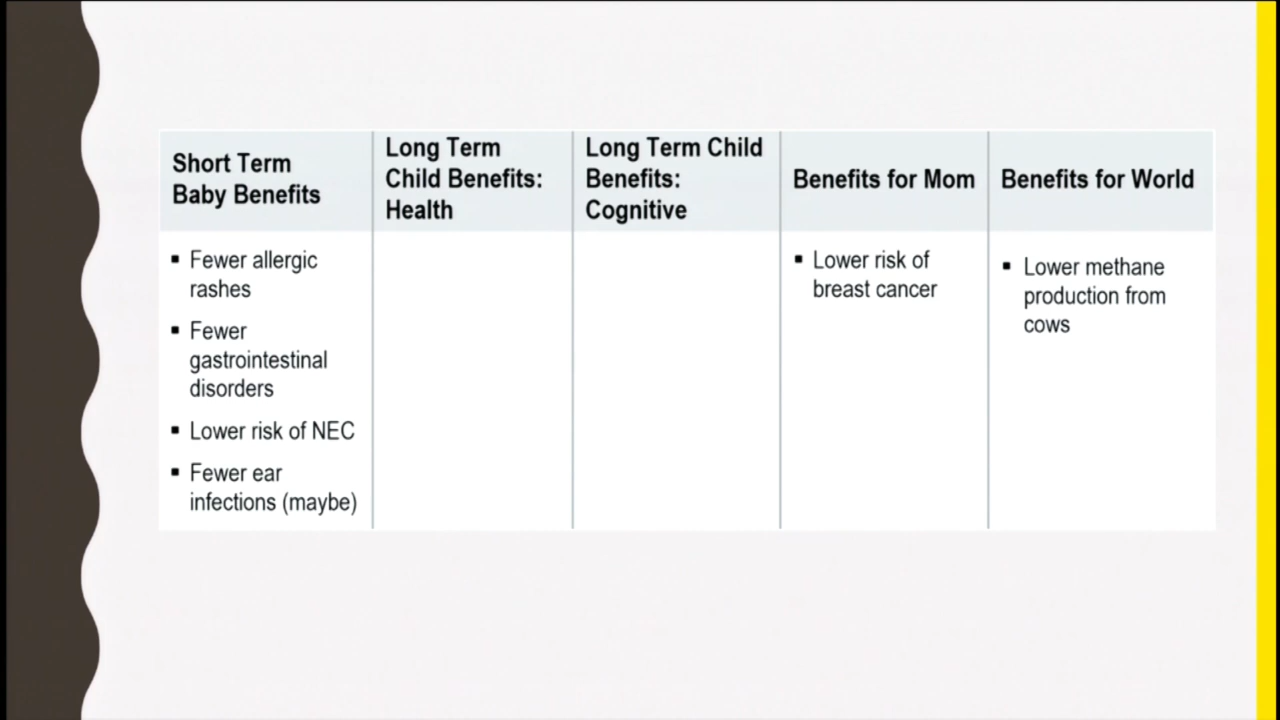 Short Term
Baby Benefits
Long Term
Child Benefits:
Health
Long Term Child
Benefits:
Cognitive
Benefits for Mom
Benefits for World
▪ Fewer allergic
rashes
▪ Fewer
gastrointestinal
disorders
▪ Lower risk of NEC
▪ Fewer ear
infections (maybe)
▪ Lower risk of
breast cancer
▪ Lower methane
production from
cows